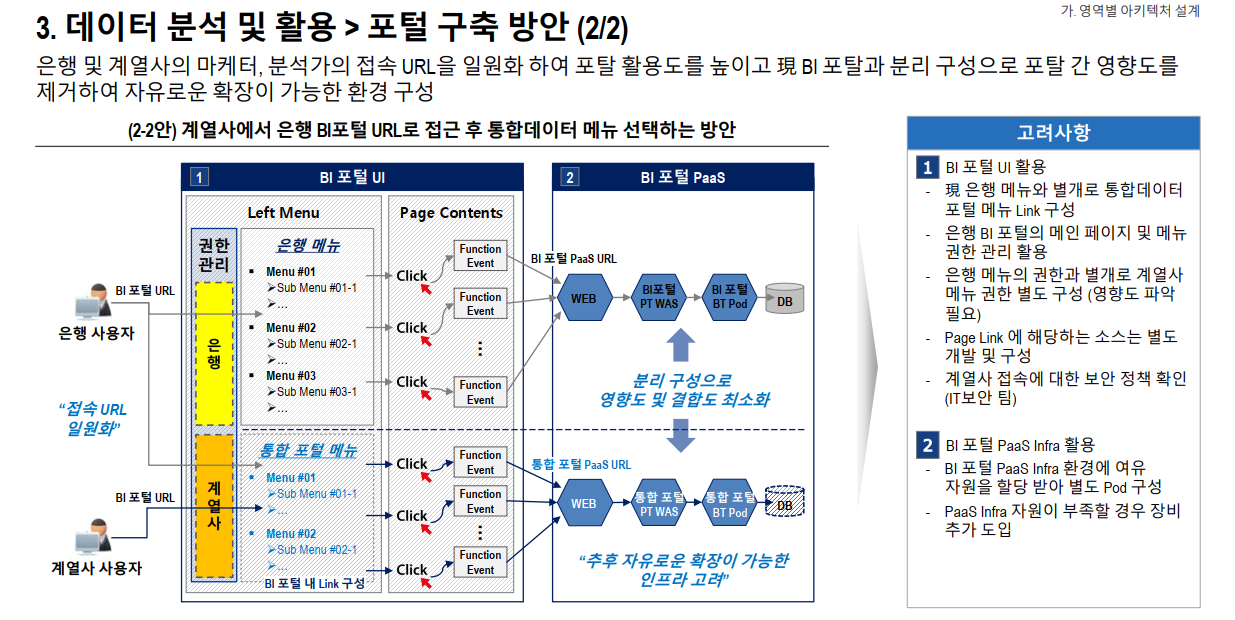 가. 영역별 아키텍처 설계
3. 데이터 분석 및 활용 > 포털 구축 방안 (2/2)
은행 및 계열사의 마케터, 분석가의 접속 URL을 일원화 하여 포탈 활용도를 높이고 現 BI 포탈과 분리 구성으로 포탈 간 영향도를
제거하여 자유로운 확장이 가능한 환경 구성
(2-2안) 계열사에서 은행 BI포털 URL로 접근 후 통합데이터 메뉴 선택하는 방안
1 BI 포털 UI
Left Menu
Page Contents
권한
관리
은행
계열사
은행 메뉴
▪ Menu #01
➢Sub Menu #01-1
➢...
▪ Menu #02
➢Sub Menu #02-1
➢...
▪ Menu #03
➢Sub Menu #03-1
➢...
Click
Function
Event
Click
Function
Event
⋮
Click
Function
Event
BI 포털 URL
은행 사용자
“접속 URL
일원화”
BI 포털 URL
계열사 사용자
통합 포털 메뉴
▪ Menu #01
➢Sub Menu #01-1
➢...
▪ Menu #02
➢Sub Menu #02-1
➢...
BI 포털 내 Link 구성
Click
Function
Event
Click
Function
Event
⋮
Click
Function
Event
2 BI 포털 PaaS
BI 포털 PaaS URL
WEB
BI포털
PT WAS
BI 포털
BT Pod
DB
분리 구성으로
영향도 및 결합도 최소화
통합 포털 PaaS URL
WEB
통합 포털
PT WAS
통합 포털
BT Pod
DB
“추후 자유로운 확장이 가능한
인프라 고려”
고려사항
1 BI 포털 UI 활용
- 現 은행 메뉴와 별개로 통합데이터
포털 메뉴 Link 구성
- 은행 BI 포털의 메인 페이지 및 메뉴
권한 관리 활용
- 은행 메뉴의 권한과 별개로 계열사
메뉴 권한 별도 구성 (영향도 파악
필요)
- Page Link 에 해당하는 소스는 별도
개발 및 구성
- 계열사 접속에 대한 보안 정책 확인
(IT보안 팀)
2 BI 포털 PaaS Infra 활용
- BI 포털 PaaS Infra 환경에 여유
자원을 할당 받아 별도 Pod 구성
- PaaS Infra 자원이 부족할 경우 장비
추가 도입